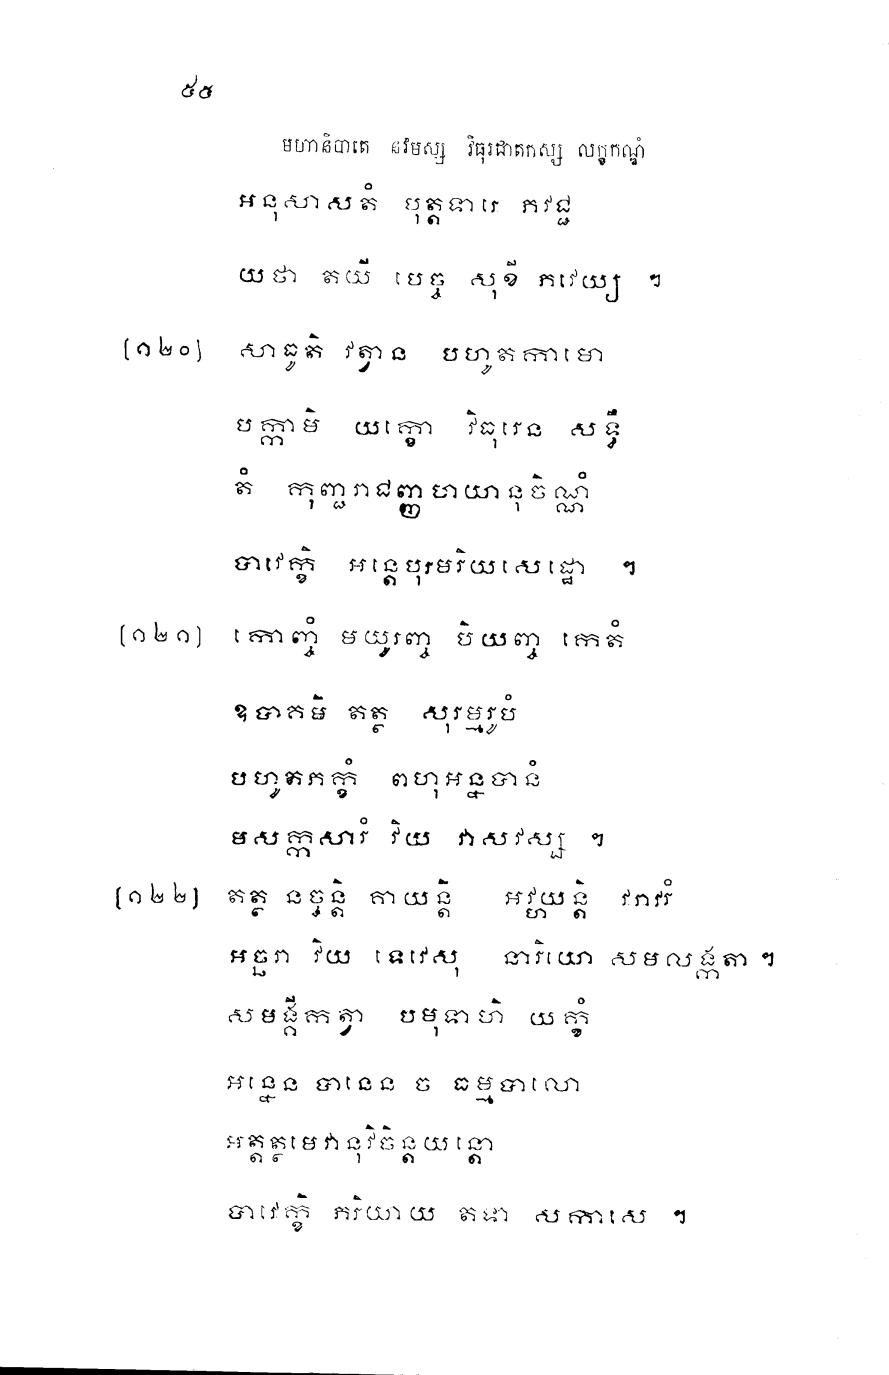 ៥៥
មហានិបាតេ នវមស្ស វិធុរជាតកស្ស លក្ខកណ្ឌំ
អនុសាសតំ បុត្តទារេ ភវជ្ជ
យថា តយី បេច្ច សុខី ភវេយ្យ ។
[១២០] សាធូតិ វត្វាន បហូតកាមោ
បក្កាមិ យក្ខោ វិធុរេន សទ្ធឹ
តំ កុញ្ជរាជញ្ញហយានុចិណ្ណំ
បាវេក្ខិ អន្តេបុរមរិយសេដ្ឋោ ។
[១២១] កោញ្ចំ មយូរញ្ច បិយញ្ច កេតំ
ឧបាគមិ តត្ថ សុរម្មរូបំ
បហូតភក្ខំ ពហុអន្នបានំ
មសក្កសារំ វិយ វាសវស្ស ។
[១២២] តត្ថ នច្ចន្តិ គាយន្តិ អវ្ហយន្តិ វរាវរំ
អច្ឆរា វិយ ទេវេសុ នារិយោ សមលង្កតា ។
សមង្គីកត្វា បមុទាហិ យក្ខំ
អន្នេន បានេន ច ធម្មបាលោ
អត្តត្ថមេវានុវិចិន្តយន្តោ
បាវេក្ខិ ភរិយាយ តទា សកាសេ ។